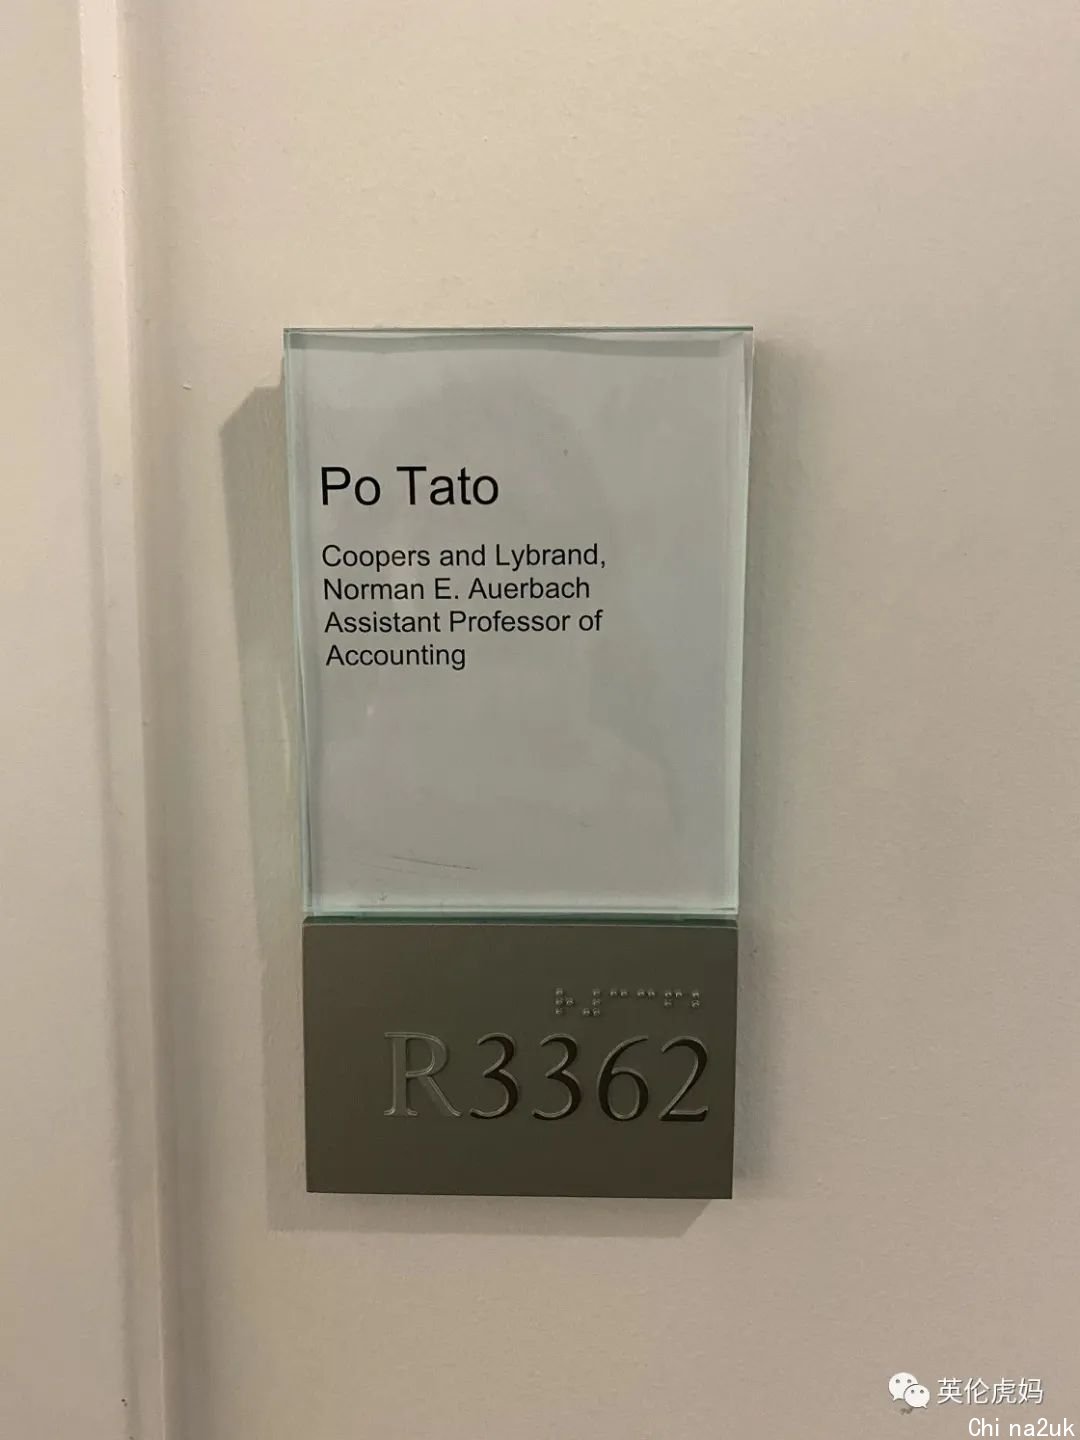 Po Tato
Coopers and Lybrand,
Norman E. Auerbach
Assistant Professor of
Accounting
R3362
英伦虎妈
Chi na2uk